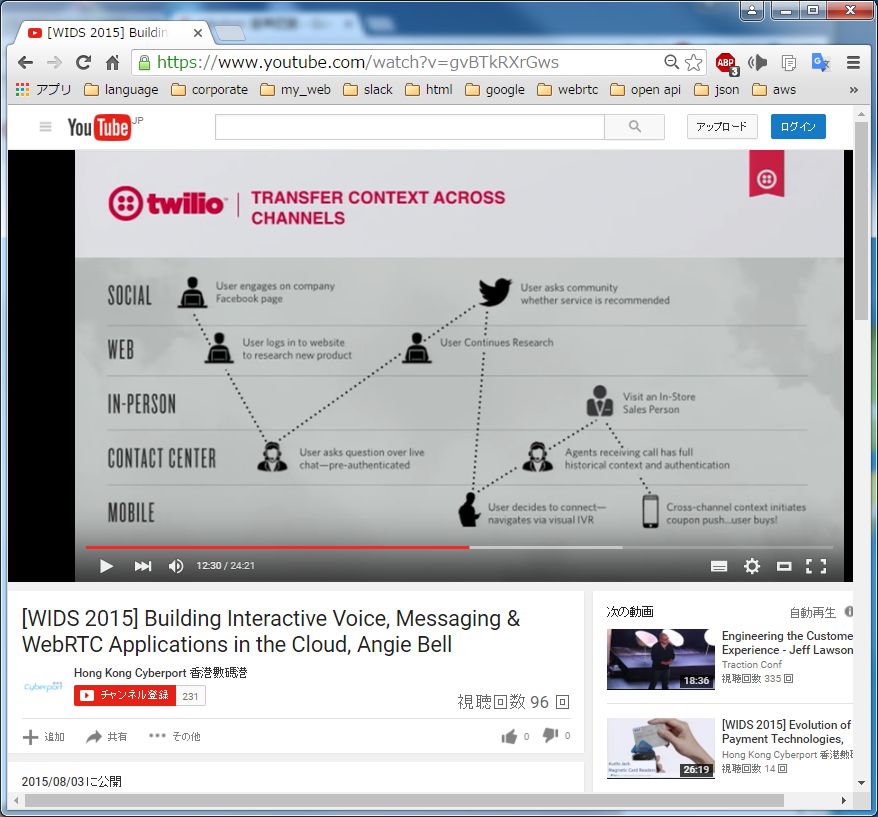 [WIDS 2015] Buildin
https://www.youtube.com/watch?v=gvBTkRXrGws
ABP
3
アプリ
language
corporate
my_web
slack
html
google
webrtc
open api
json
aws
»
YouTube JP
アップロード
ログイン
twilio™
TRANSFER CONTEXT ACROSS
CHANNELS
SOCIAL
User engages on company
Facebook page
User asks community
whether service is recommended
WEB
User logs in to website
to research new product
User Continues Research
IN-PERSON
Visit an In-Store
Sales Person
CONTACT CENTER
User asks question over live
chat—pre-authenticated
Agents receiving call has full
historical context and authentication
MOBILE
User decides to connect—
navigates via visual IVR
Cross-channel context initiates
coupon push...user buys!
12:30 / 24:21
[WIDS 2015] Building Interactive Voice, Messaging &
WebRTC Applications in the Cloud, Angie Bell
Cyberport
Hong Kong Cyberport 香港數碼港
チャンネル登録
231
視聴回数 96 回
追加
共有
その他
0
0
2015/08/03 に公開
次の動画
自動再生
18:36
Engineering the Custome
Experience - Jeff Lawson
Traction Conf
視聴回数 335 回
Magnetic Card Readers
26:19
[WIDS 2015] Evolution of
Payment Technologies,
Hong Kong Cyberport 香港數
視聴回数 14 回